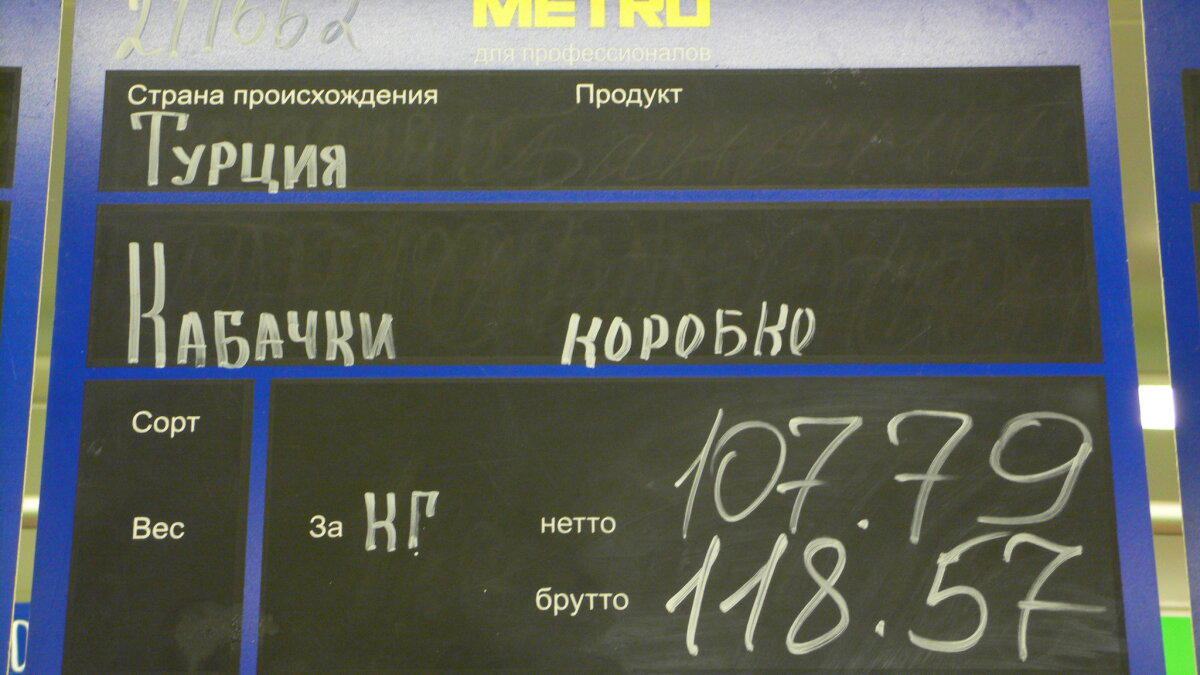 211662
METRO
для профессионалов
Страна происхождения Продукт
Турция
Кабачки коробко
Сорт
107.79
Вес За кг нетто
118.57
брутто